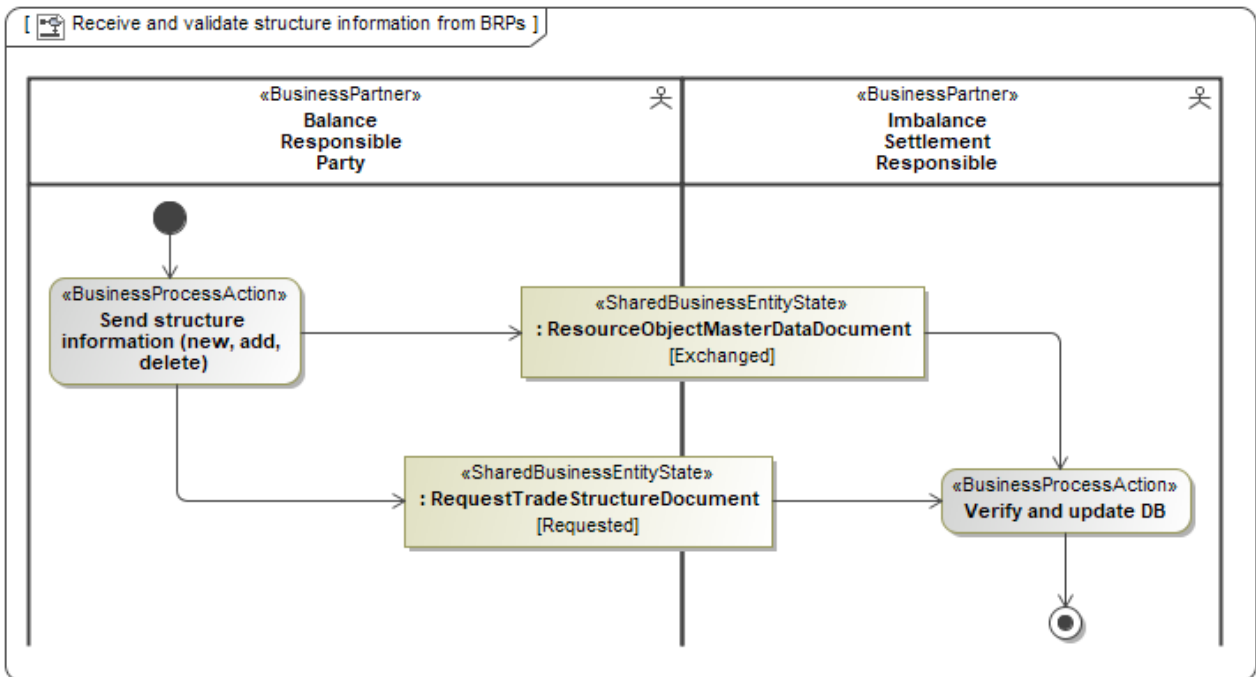 [ Receive and validate structure information from BRPs ]
«BusinessPartner»
Balance
Responsible
Party
«BusinessPartner»
Imbalance
Settlement
Responsible
«BusinessProcessAction»
Send structure
information (new, add,
delete)
«SharedBusinessEntityState»
: ResourceObjectMasterDataDocument
[Exchanged]
«SharedBusinessEntityState»
: RequestTradeStructureDocument
[Requested]
«BusinessProcessAction»
Verify and update DB